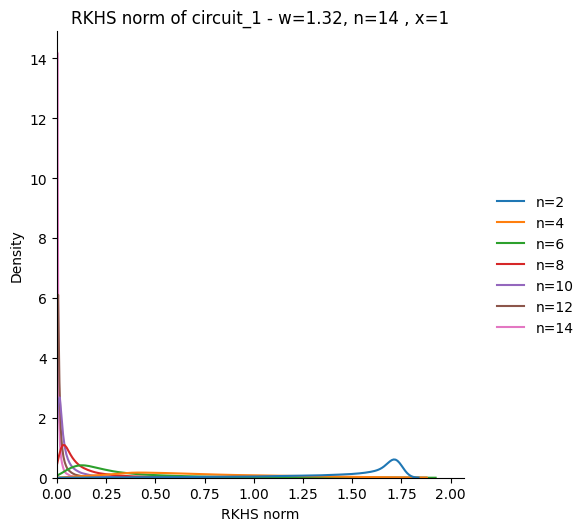 RKHS norm of circuit_1 - w=1.32, n=14 , x=1
14
12
10
8
6
4
2
0
Density
0.00 0.25 0.50 0.75 1.00 1.25 1.50 1.75 2.00
RKHS norm
n=2
n=4
n=6
n=8
n=10
n=12
n=14